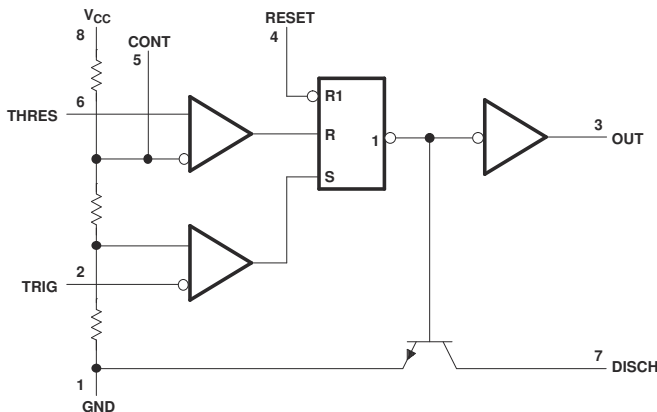 VCC
8
CONT
5
RESET
4
6
THRES
R1
R
1
S
3
OUT
2
TRIG
7
DISCH
1
GND